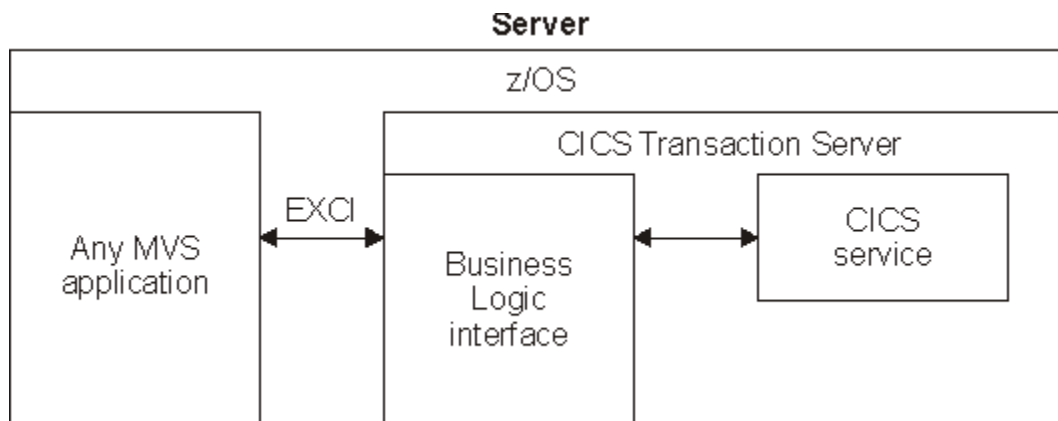 Server
z/OS
CICS Transaction Server
EXCI
Any MVS
application
Business
Logic
interface
CICS
service